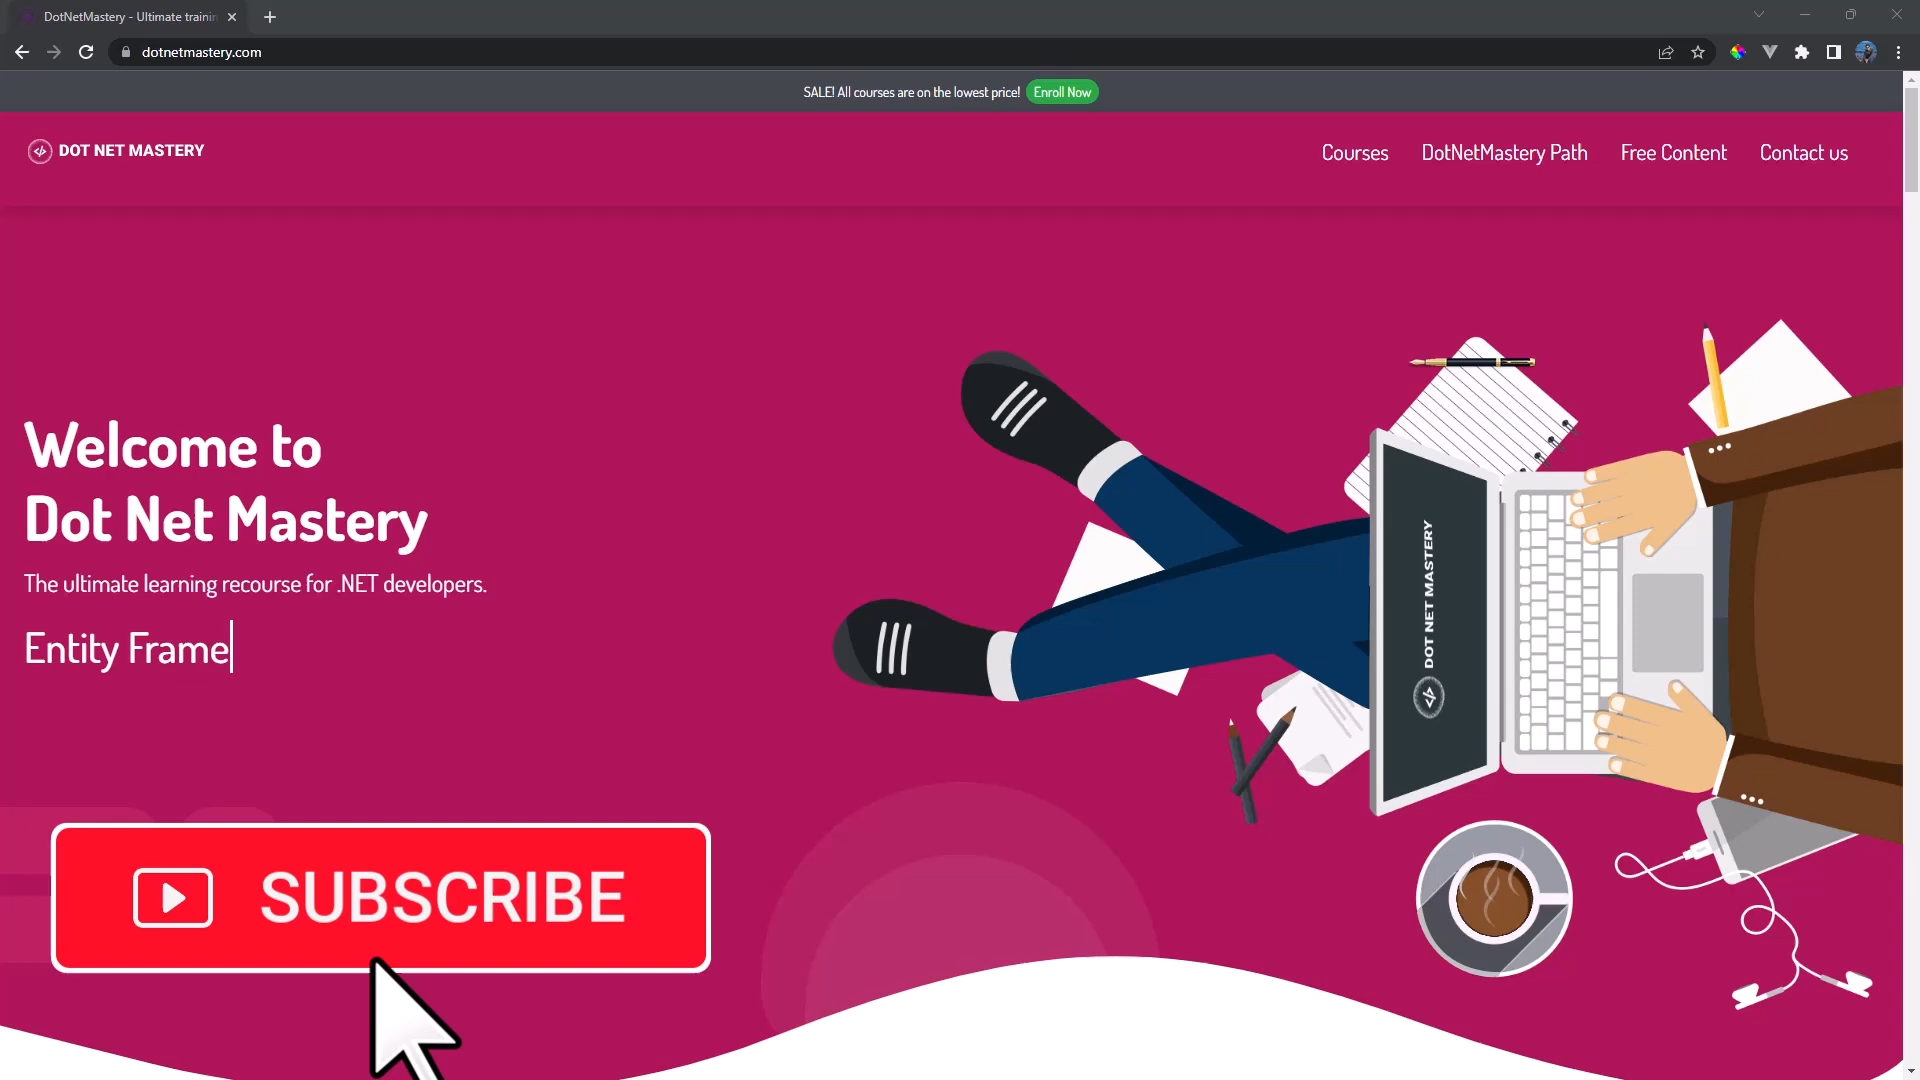 DotNetMastery - Ultimate trainin
dotnetmastery.com
SALE! All courses are on the lowest price! Enroll Now
DOT NET MASTERY
Courses DotNetMastery Path Free Content Contact us
Welcome to
Dot Net Mastery
The ultimate learning recourse for .NET developers.
Entity Frame
DOT NET MASTERY
SUBSCRIBE